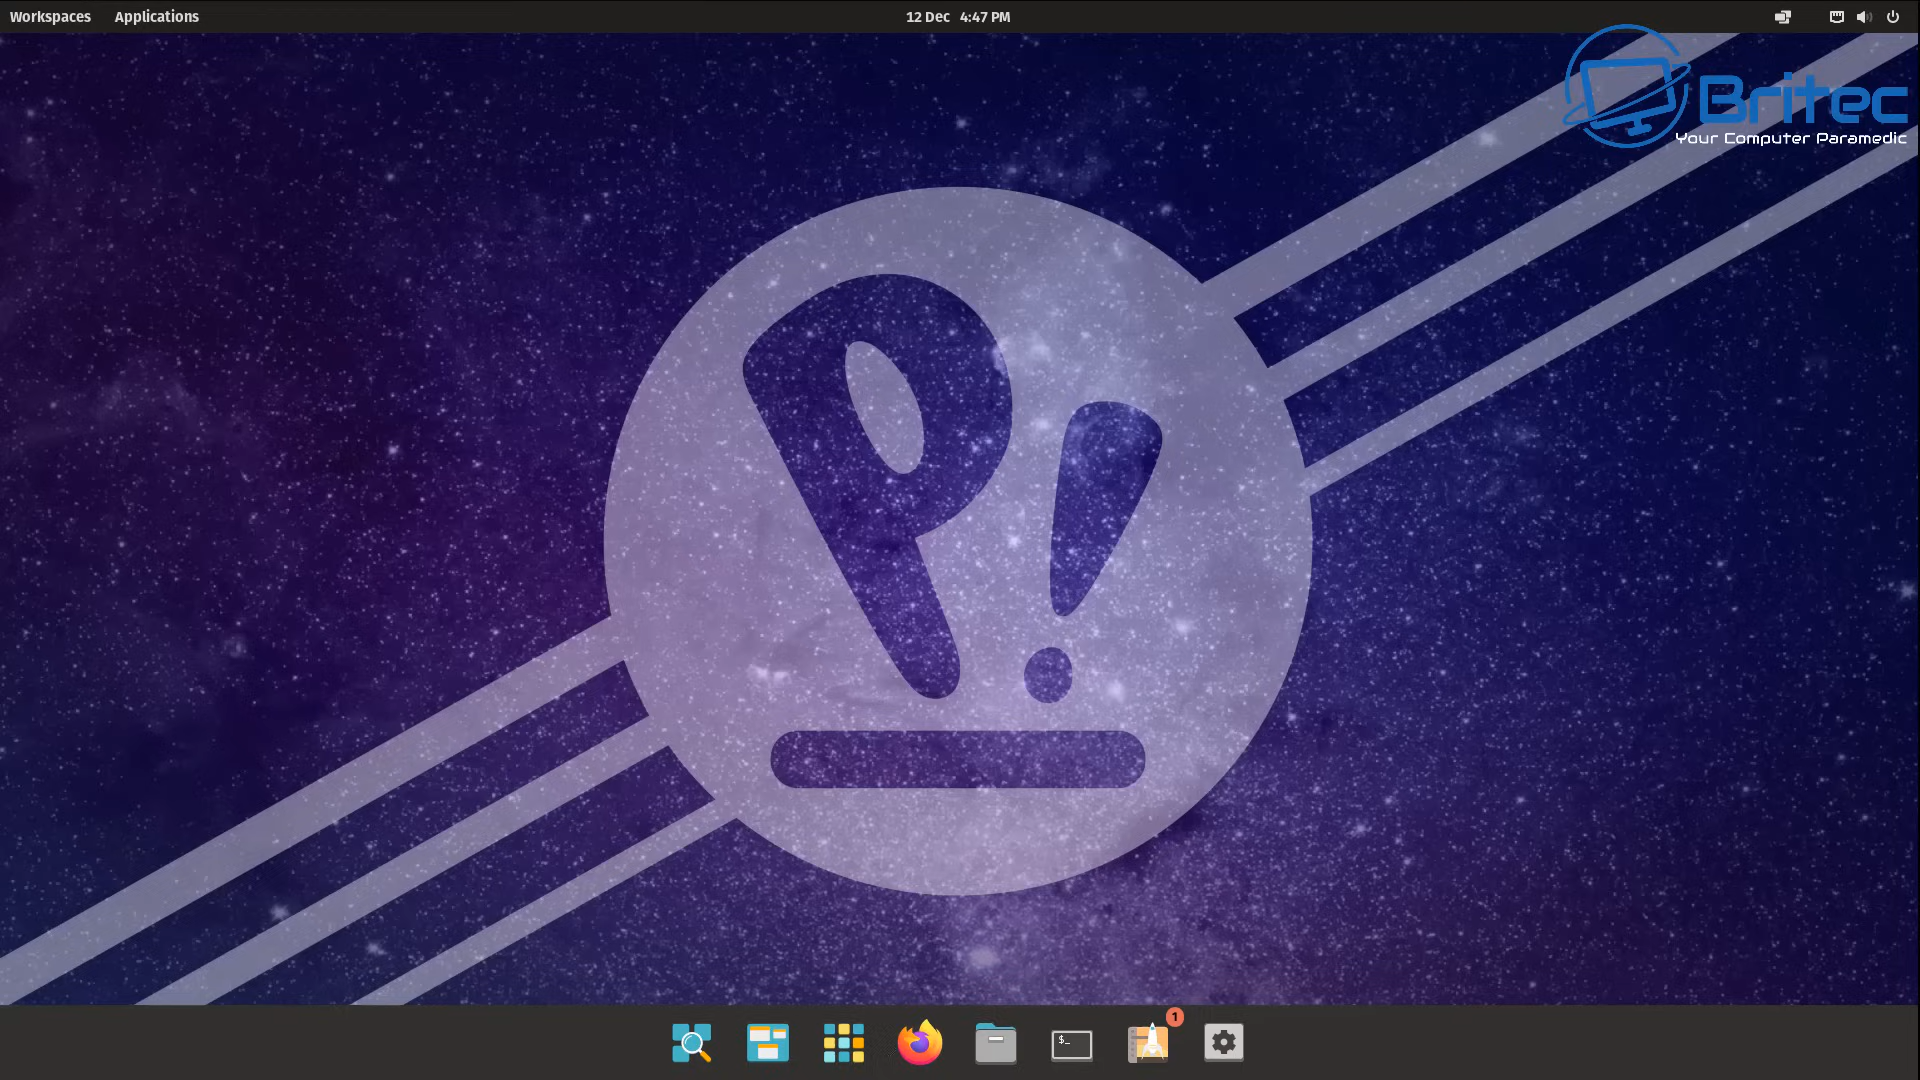 Workspaces Applications 12 Dec 4:47 PM
Britec
Your Computer Paramedic
P!
$_
1